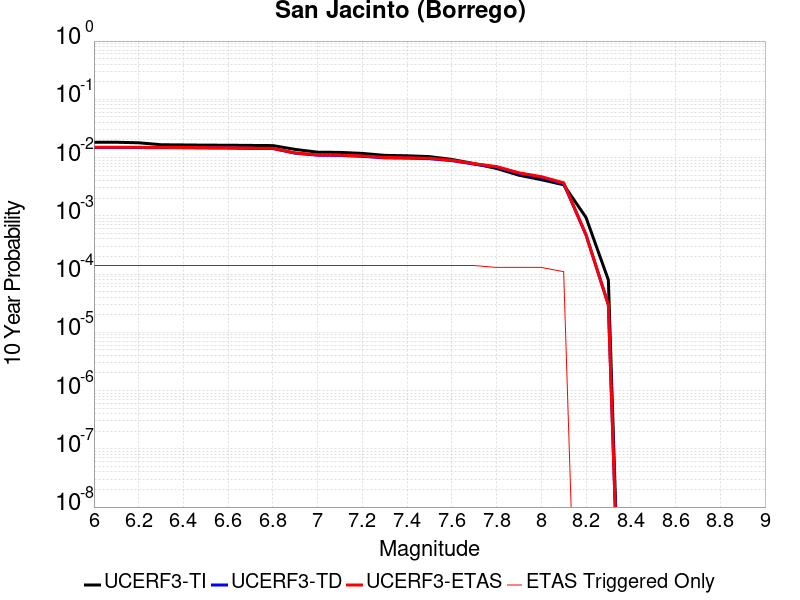 San Jacinto (Borrego)
10^0
10^-1
10^-2
10^-3
10^-4
10^-5
10^-6
10^-7
10^-8
10 Year Probability
6 6.2 6.4 6.6 6.8 7 7.2 7.4 7.6 7.8 8 8.2 8.4 8.6 8.8 9
Magnitude
UCERF3-TI UCERF3-TD UCERF3-ETAS ETAS Triggered Only